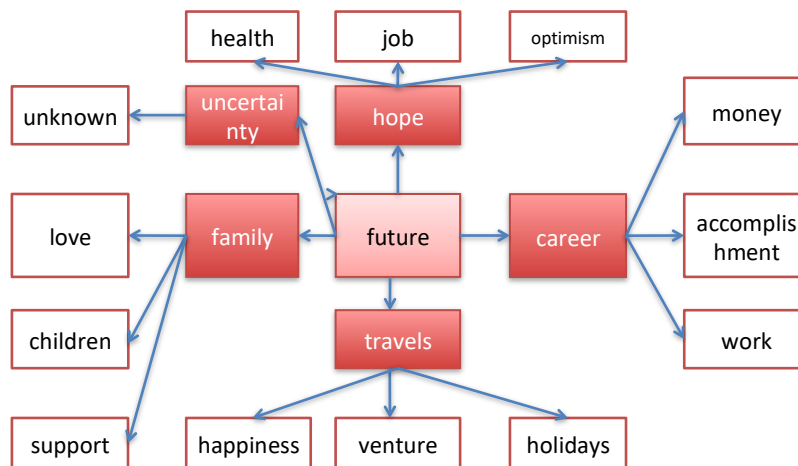 health
job
optimism
unknown
uncertai
nty
hope
money
love
family
future
career
accomplis
hment
children
travels
work
support
happiness
venture
holidays